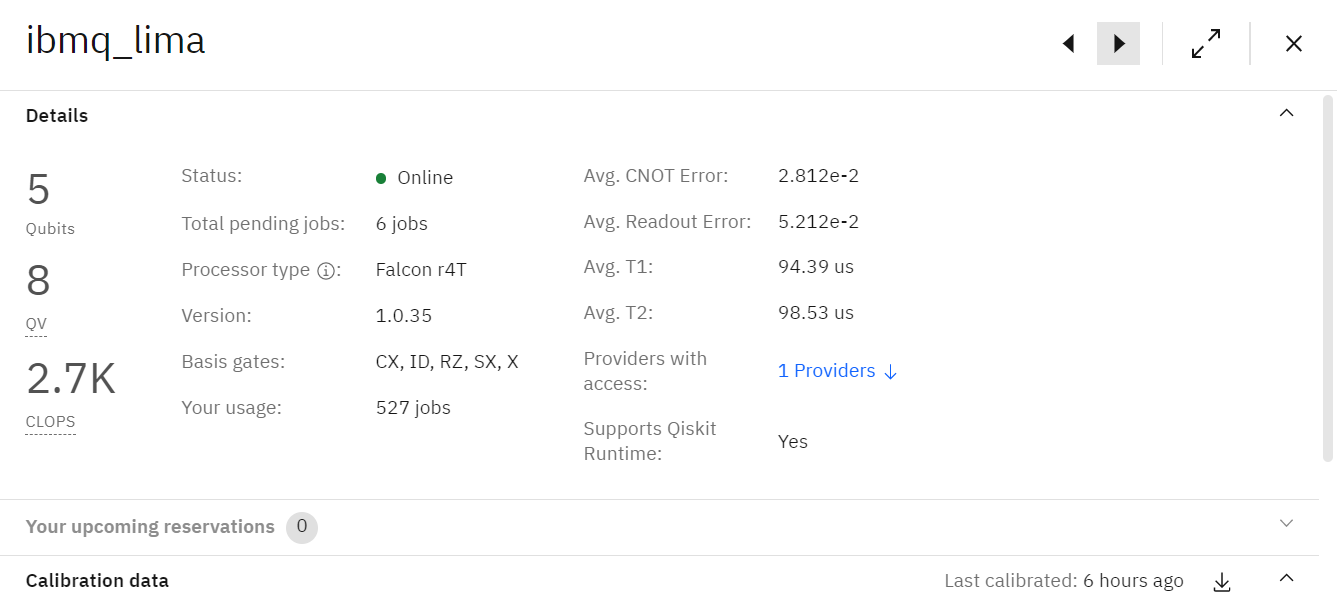 ibmq_lima
Details
5
Qubits
8
QV
2.7K
CLOPS
Status: Online
Total pending jobs: 6 jobs
Processor type ⓘ: Falcon r4T
Version: 1.0.35
Basis gates: CX, ID, RZ, SX, X
Your usage: 527 jobs
Avg. CNOT Error: 2.812e-2
Avg. Readout Error: 5.212e-2
Avg. T1: 94.39 us
Avg. T2: 98.53 us
Providers with
access: 1 Providers ↓
Supports Qiskit
Runtime: Yes
Your upcoming reservations 0
Calibration data
Last calibrated: 6 hours ago